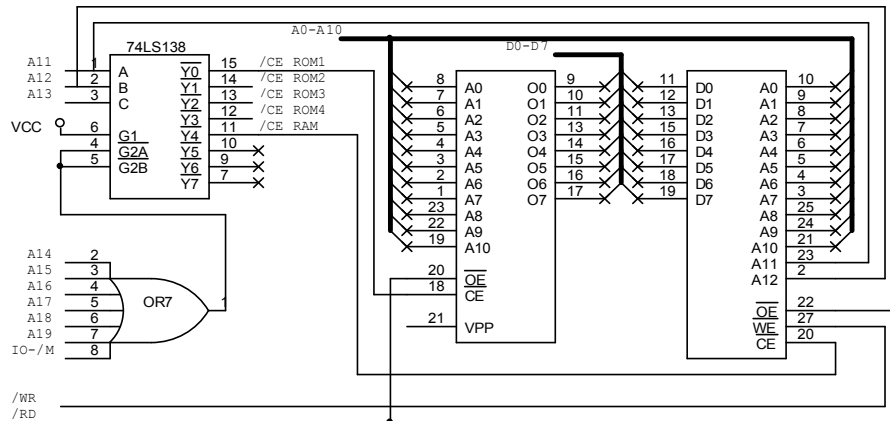 A0-A10
D0-D7
74LS138
A11 1 A Y0 15 /CE ROM1
A12 2 B Y1 14 /CE ROM2
A13 3 C Y2 13 /CE ROM3
Y3 12 /CE ROM4
VCC 6 G1 Y4 11 /CE RAM
4 G2A Y5 10
5 G2B Y6 9
Y7 7
8 A0 O0 9
7 A1 O1 10
6 A2 O2 11
5 A3 O3 13
4 A4 O4 14
3 A5 O5 15
2 A6 O6 16
1 A7 O7 17
23 A8
22 A9
19 A10
20 OE
18 CE
21 VPP
11 D0 A0 10
12 D1 A1 9
13 D2 A2 8
15 D3 A3 7
16 D4 A4 6
17 D5 A5 5
18 D6 A6 4
19 D7 A7 3
A8 25
A9 24
A10 21
A11 23
A12 2
OE 22
WE 27
CE 20
A14 2
A15 3
A16 4
A17 5
A18 6
A19 7
IO-/M 8
OR7 1
/WR
/RD